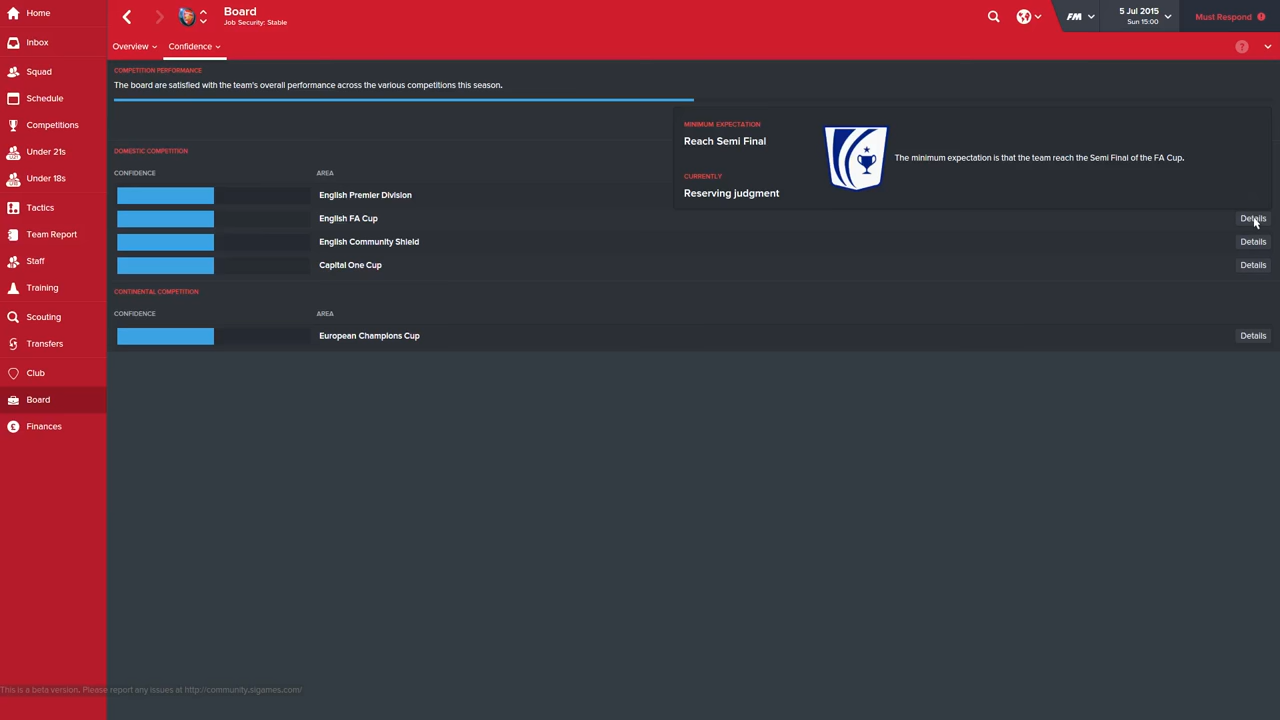 Home
Inbox
Squad
Schedule
Competitions
Under 21s
Under 18s
Tactics
Team Report
Staff
Training
Scouting
Transfers
Club
Board
Finances
Board
Job Security: Stable
FM
5 Jul 2015
Sun 15:00
Must Respond
Overview
Confidence
?
COMPETITION PERFORMANCE
The board are satisfied with the team's overall performance across the various competitions this season.
MINIMUM EXPECTATION
Reach Semi Final
CURRENTLY
Reserving judgment
The minimum expectation is that the team reach the Semi Final of the FA Cup.
DOMESTIC COMPETITION
CONFIDENCE AREA
English Premier Division
English FA Cup Details
English Community Shield Details
Capital One Cup Details
CONTINENTAL COMPETITION
CONFIDENCE AREA
European Champions Cup Details
This is a beta version. Please report any issues at http://community.sigames.com/